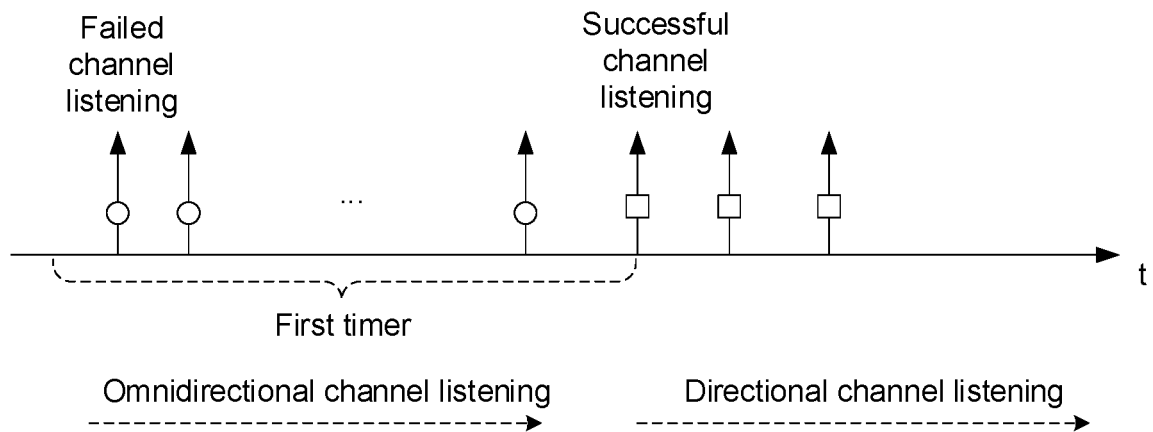 Failed
channel
listening
Successful
channel
listening
...
t
First timer
Omnidirectional channel listening
Directional channel listening